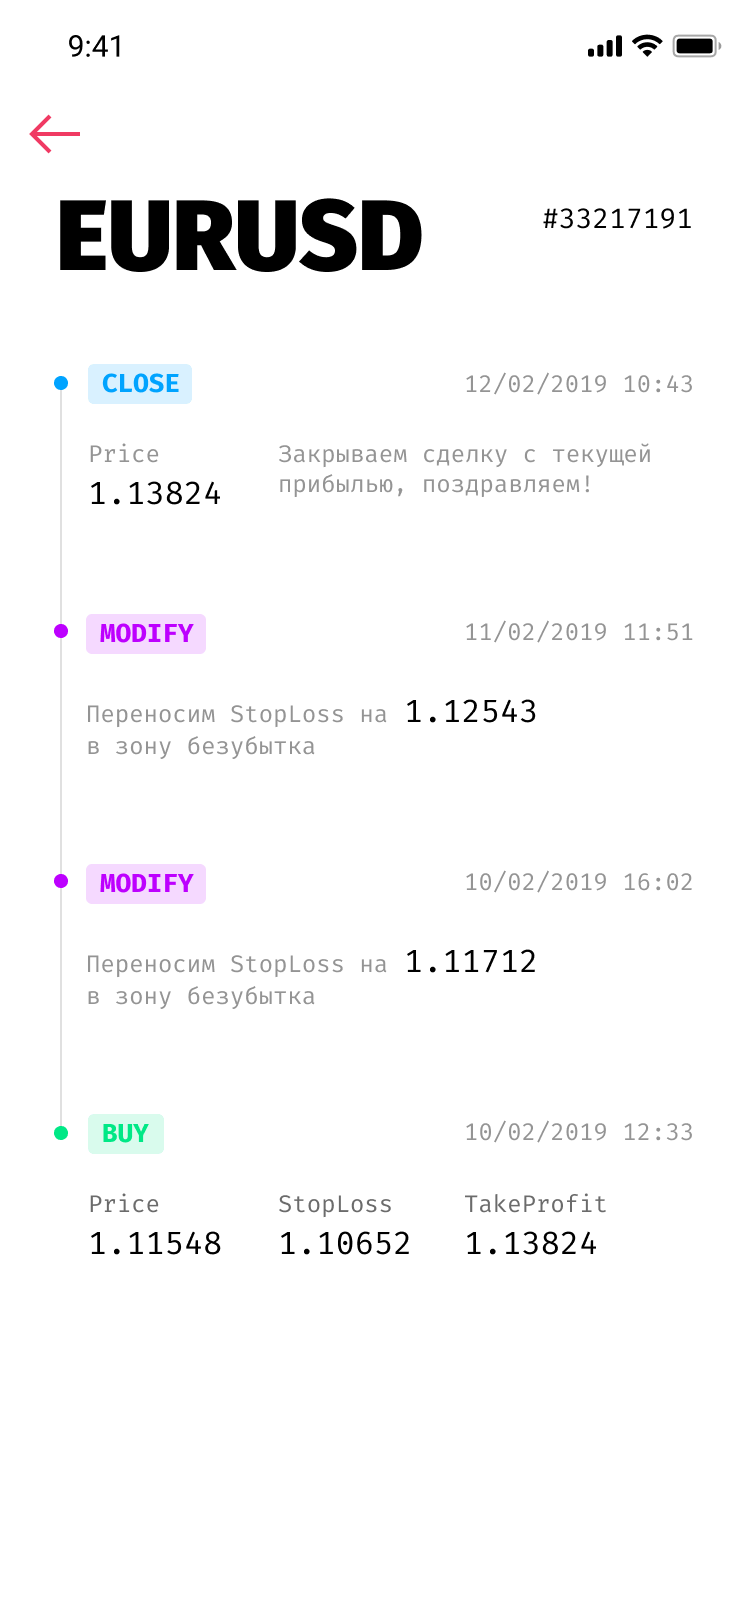 9:41
EURUSD
#33217191
CLOSE
12/02/2019 10:43
Price
1.13824
Закрываем сделку с текущей
прибылью, поздравляем!
MODIFY
11/02/2019 11:51
Переносим StopLoss на 1.12543
в зону безубытка
MODIFY
10/02/2019 16:02
Переносим StopLoss на 1.11712
в зону безубытка
BUY
10/02/2019 12:33
Price
1.11548
StopLoss
1.10652
TakeProfit
1.13824